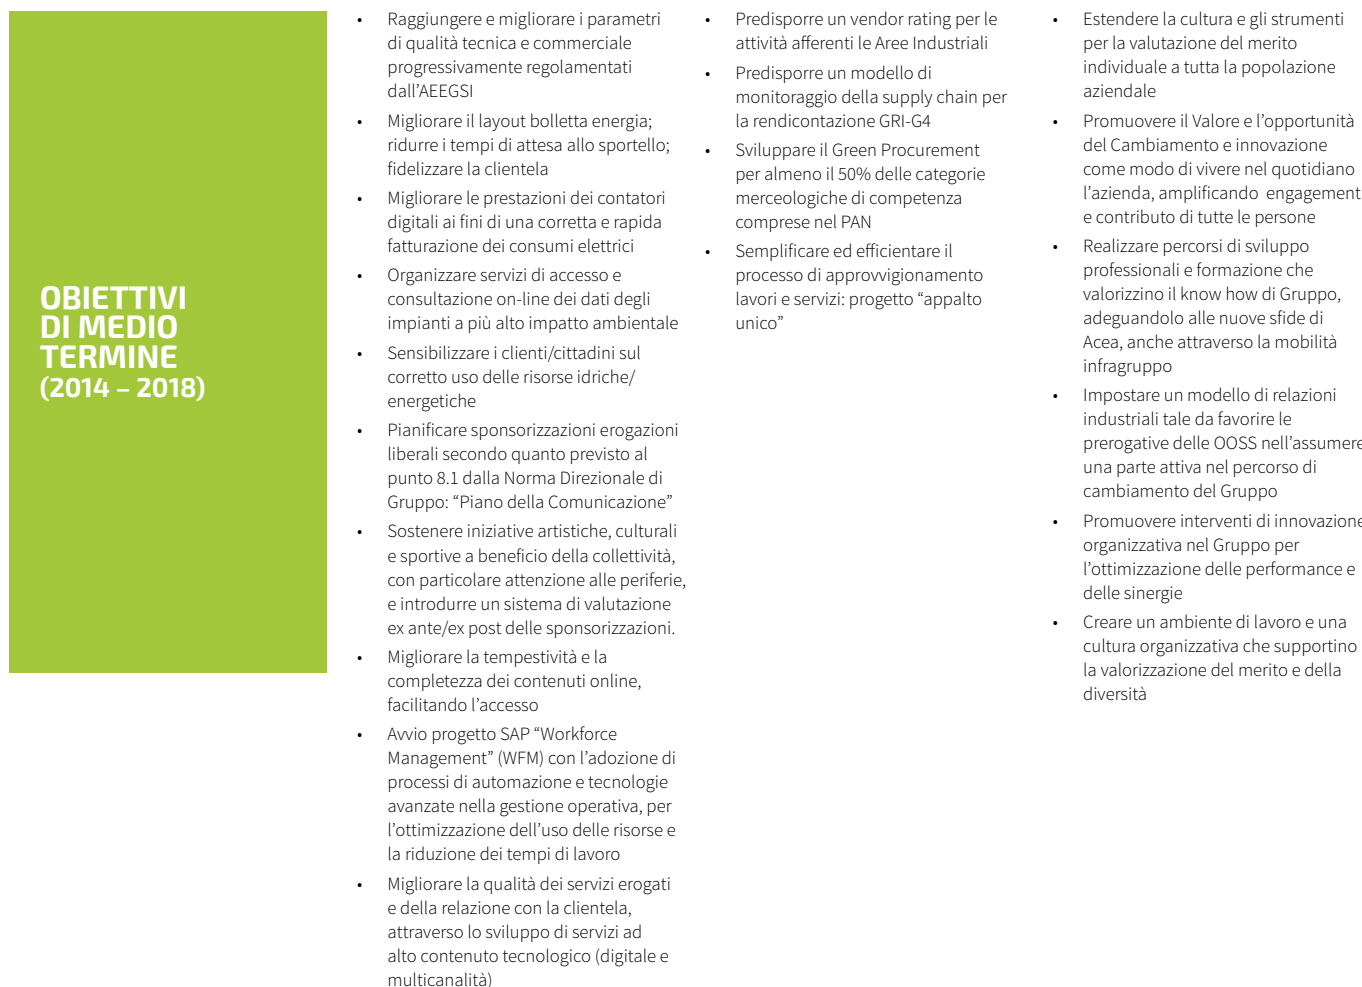 OBIETTIVI
DI MEDIO
TERMINE
(2014 – 2018)
• Raggiungere e migliorare i parametri
di qualità tecnica e commerciale
progressivamente regolamentati
dall’AEEGSI
• Migliorare il layout bolletta energia;
ridurre i tempi di attesa allo sportello;
fidelizzare la clientela
• Migliorare le prestazioni dei contatori
digitali ai fini di una corretta e rapida
fatturazione dei consumi elettrici
• Organizzare servizi di accesso e
consultazione on-line dei dati degli
impianti a più alto impatto ambientale
• Sensibilizzare i clienti/cittadini sul
corretto uso delle risorse idriche/
energetiche
• Pianificare sponsorizzazioni erogazioni
liberali secondo quanto previsto al
punto 8.1 dalla Norma Direzionale di
Gruppo: “Piano della Comunicazione”
• Sostenere iniziative artistiche, culturali
e sportive a beneficio della collettività,
con particolare attenzione alle periferie,
e introdurre un sistema di valutazione
ex ante/ex post delle sponsorizzazioni.
• Migliorare la tempestività e la
completezza dei contenuti online,
facilitando l’accesso
• Avvio progetto SAP “Workforce
Management” (WFM) con l’adozione di
processi di automazione e tecnologie
avanzate nella gestione operativa, per
l’ottimizzazione dell’uso delle risorse e
la riduzione dei tempi di lavoro
• Migliorare la qualità dei servizi erogati
e della relazione con la clientela,
attraverso lo sviluppo di servizi ad
alto contenuto tecnologico (digitale e
multicanalità)
• Predisporre un vendor rating per le
attività afferenti le Aree Industriali
• Predisporre un modello di
monitoraggio della supply chain per
la rendicontazione GRI-G4
• Sviluppare il Green Procurement
per almeno il 50% delle categorie
merceologiche di competenza
comprese nel PAN
• Semplificare ed efficientare il
processo di approvvigionamento
lavori e servizi: progetto “appalto
unico”
• Estendere la cultura e gli strumenti
per la valutazione del merito
individuale a tutta la popolazione
aziendale
• Promuovere il Valore e l’opportunità
del Cambiamento e innovazione
come modo di vivere nel quotidiano
l’azienda, amplificando engagement
e contributo di tutte le persone
• Realizzare percorsi di sviluppo
professionali e formazione che
valorizzino il know how di Gruppo,
adeguandolo alle nuove sfide di
Acea, anche attraverso la mobilità
infragruppo
• Impostare un modello di relazioni
industriali tale da favorire le
prerogative delle OOSS nell’assumere
una parte attiva nel percorso di
cambiamento del Gruppo
• Promuovere interventi di innovazione
organizzativa nel Gruppo per
l’ottimizzazione delle performance e
delle sinergie
• Creare un ambiente di lavoro e una
cultura organizzativa che supportino
la valorizzazione del merito e della
diversità